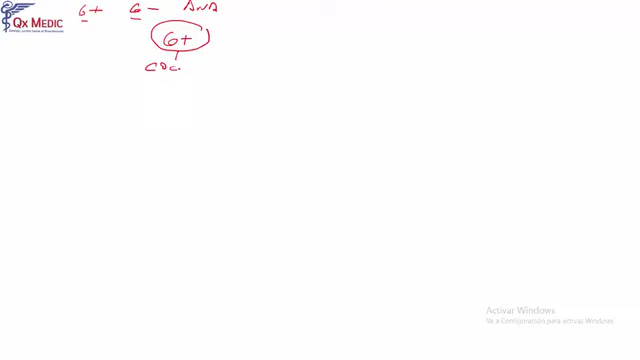 G+ G- ANA
QX MEDIC
G+
COC
Activar Windows
Ve a Configuración para activar Windows.